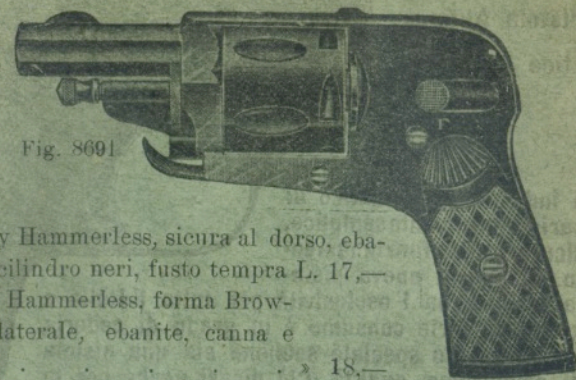 Fig. 8691
y Hammerless, sicura al dorso, eba-
cilindro neri, fusto tempra L. 17,—
Hammerless, forma Brow-
laterale, ebanite, canna e
. . . . . » 18,—